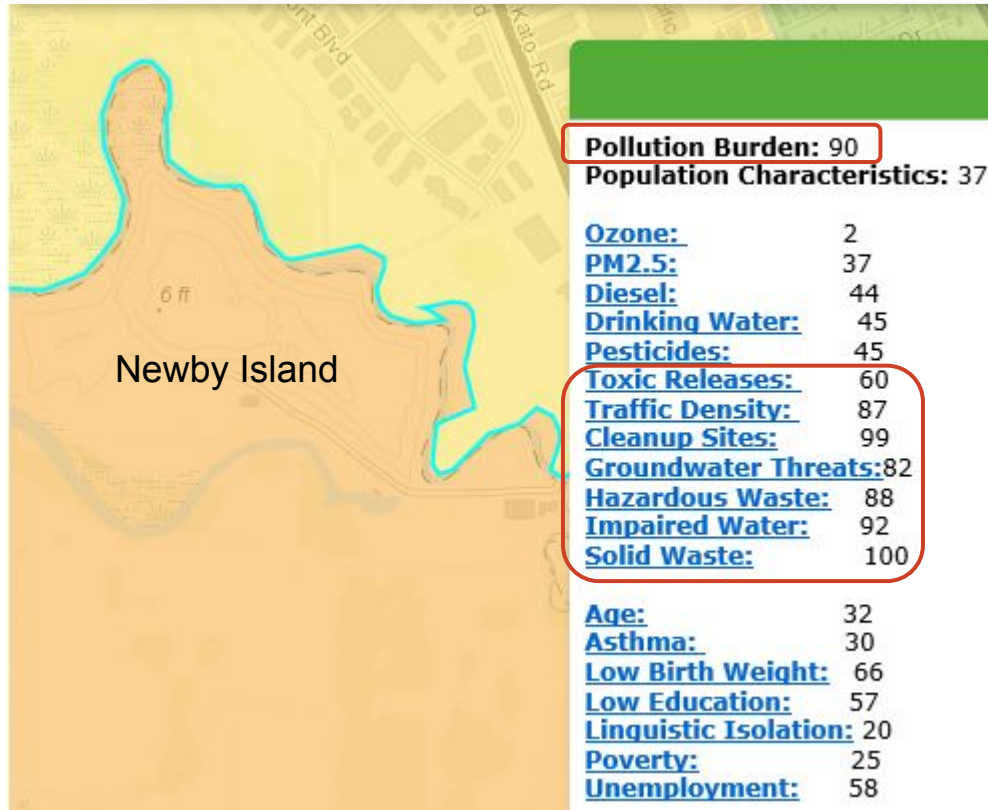 ont Blvd
Kato-Rd
Dr
6 ft
Newby Island
Pollution Burden: 90
Population Characteristics: 37
Ozone: 2
PM2.5: 37
Diesel: 44
Drinking Water: 45
Pesticides: 45
Toxic Releases: 60
Traffic Density: 87
Cleanup Sites: 99
Groundwater Threats:82
Hazardous Waste: 88
Impaired Water: 92
Solid Waste: 100
Age: 32
Asthma: 30
Low Birth Weight: 66
Low Education: 57
Linguistic Isolation: 20
Poverty: 25
Unemployment: 58